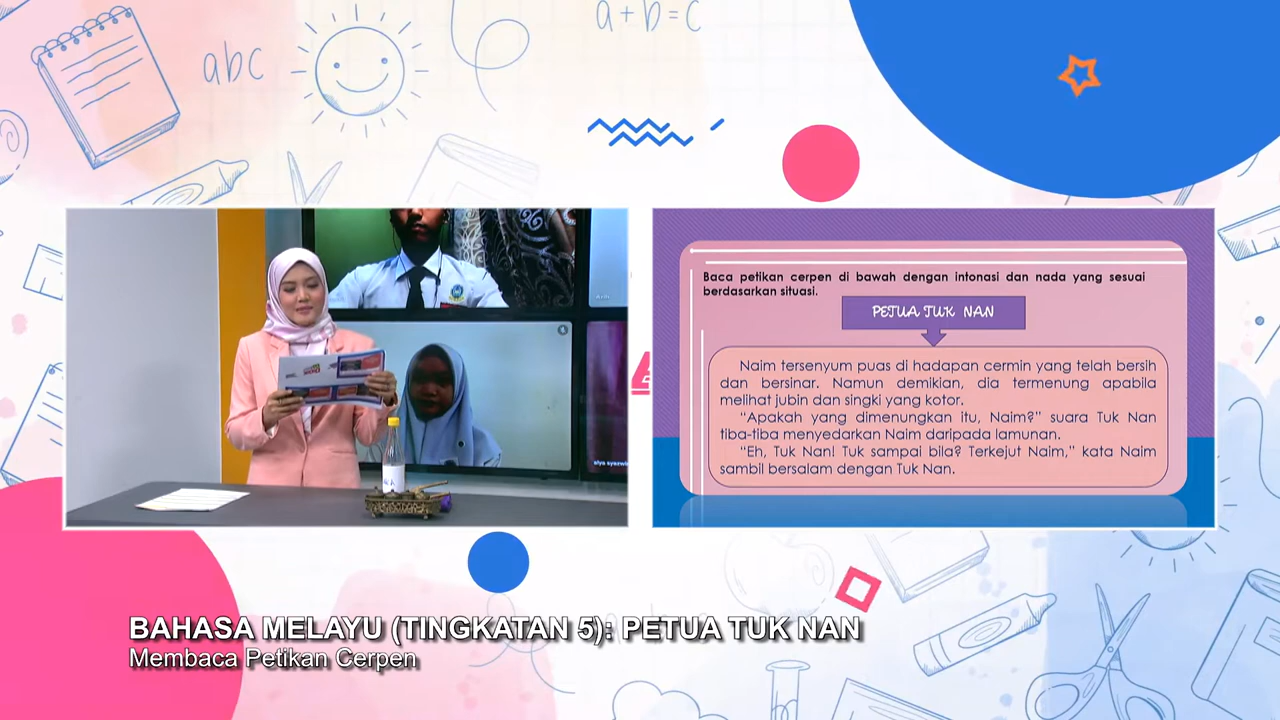 abc
a+b=c
Baca petikan cerpen di bawah dengan intonasi dan nada yang sesuai
berdasarkan situasi.
PETUA TUK NAN
Naim tersenyum puas di hadapan cermin yang telah bersih
dan bersinar. Namun demikian, dia termenung apabila
melihat jubin dan singki yang kotor.
"Apakah yang dimenungkan itu, Naim?" suara Tuk Nan
tiba-tiba menyedarkan Naim daripada lamunan.
"Eh, Tuk Nan! Tuk sampai bila? Terkejut Naim," kata Naim
sambil bersalam dengan Tuk Nan.
BAHASA MELAYU (TINGKATAN 5): PETUA TUK NAN
Membaca Petikan Cerpen